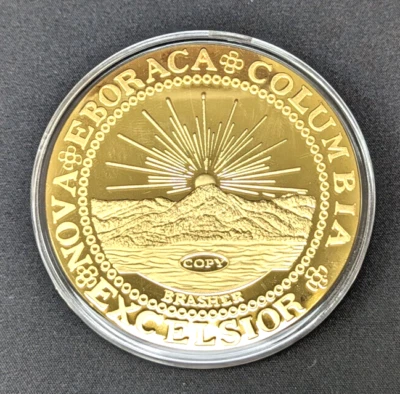 NOVA EBORACA COLUMBIA
EXCELSIOR
COPY
BRASHER